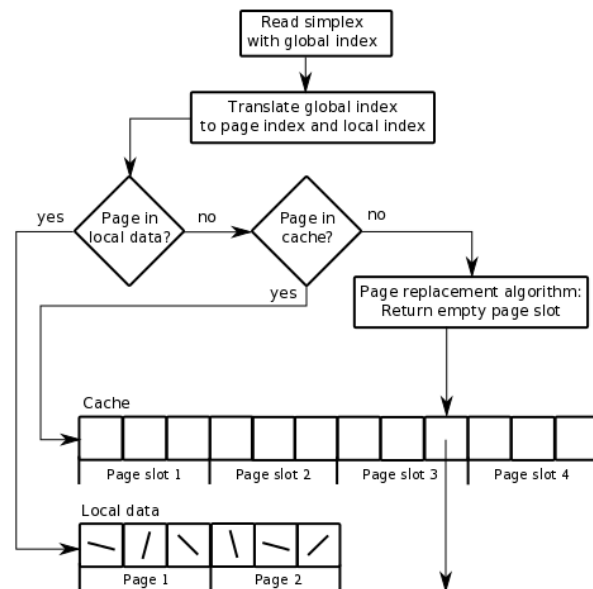 Read simplex
with global index
Translate global index
to page index and local index
yes
Page in
local data?
no
Page in
cache?
no
yes
Page replacement algorithm:
Return empty page slot
Cache
Page slot 1
Page slot 2
Page slot 3
Page slot 4
Local data
Page 1
Page 2